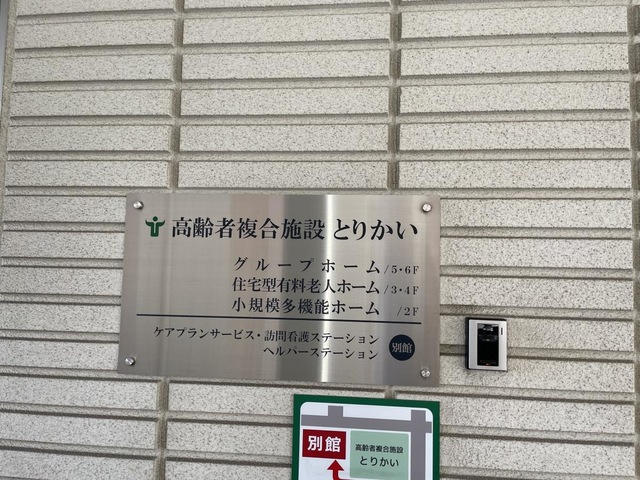 高齢者複合施設 とりかい
グループホーム /5・6F
住宅型有料老人ホーム /3・4F
小規模多機能ホーム /2F
ケアプランサービス・訪問看護ステーション
ヘルパーステーション
別館
別館
高齢者複合施設
とりかい